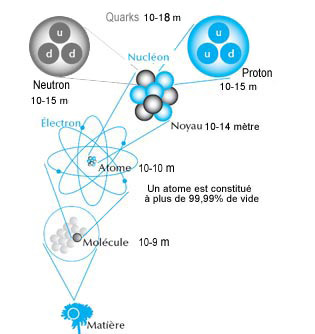 Quarks 10-18 m
u
d d
u
u d
Nucléon
Neutron
10-15 m
Proton
10-15 m
Électron
Noyau 10-14 mètre
Atome 10-10 m
Un atome est constitué
à plus de 99,99% de vide
Molécule 10-9 m
Matière